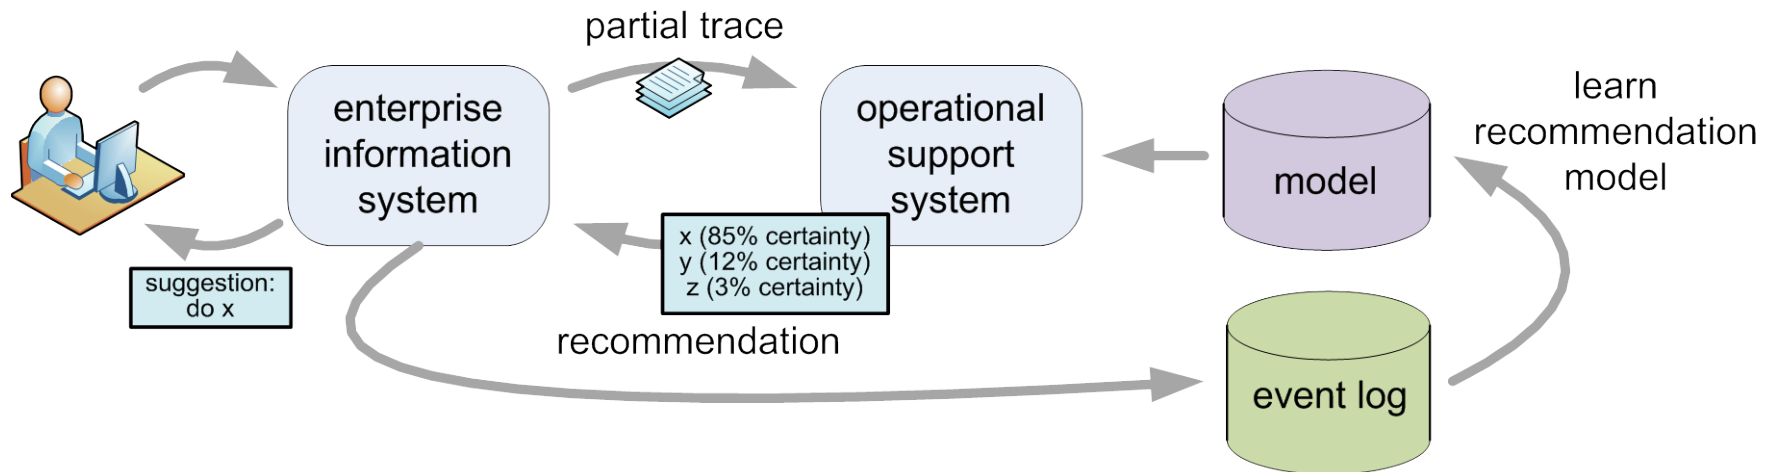 partial trace
enterprise
information
system
operational
support
system
model
learn
recommendation
model
suggestion:
do x
x (85% certainty)
y (12% certainty)
z (3% certainty)
recommendation
event log